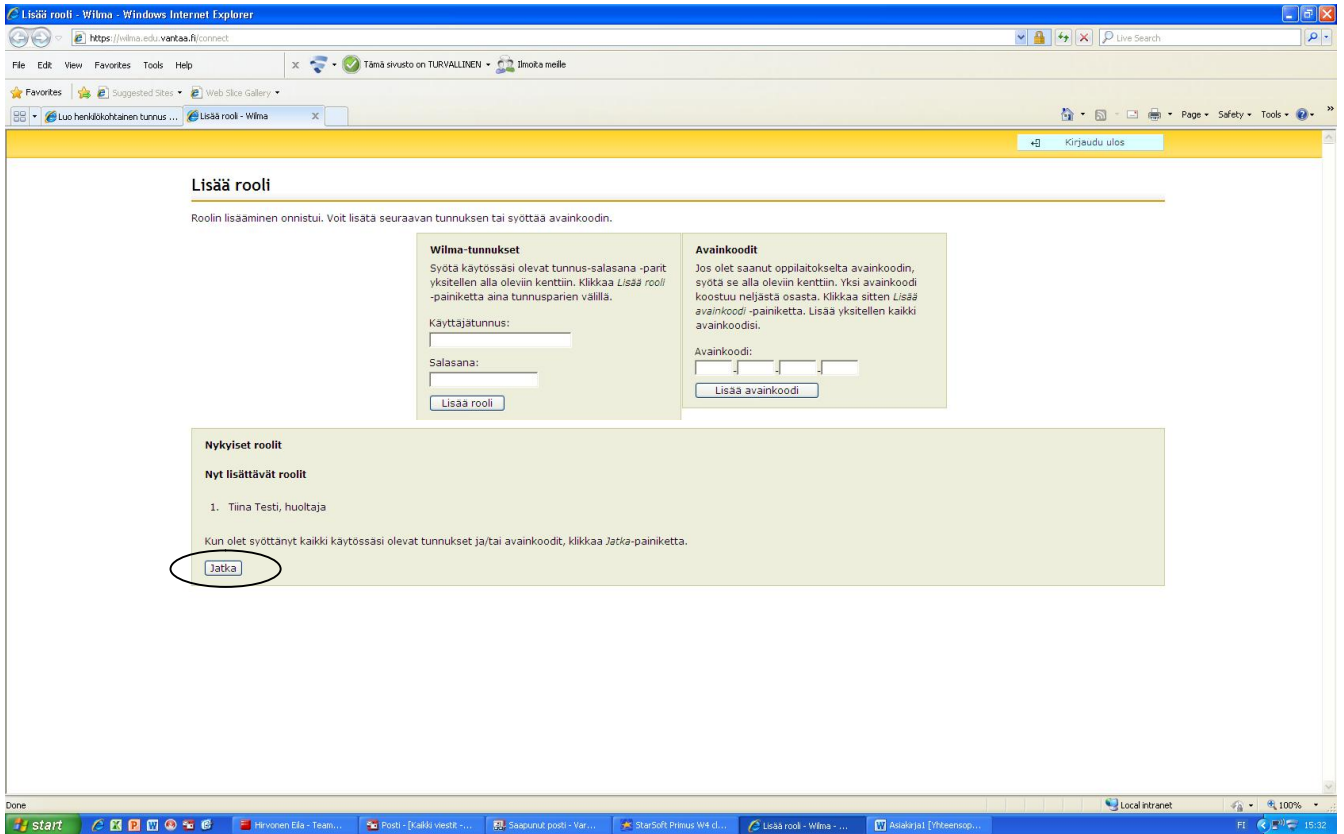 Lisää rooli - Wilma - Windows Internet Explorer
https://wilma.edu.vantaa.fi/connect
Live Search
File Edit View Favorites Tools Help
x
Tämä sivusto on TURVALLINEN
Ilmoita meille
Favorites
Suggested Sites
Web Slice Gallery
Luo henkilökohtainen tunnus ...
Lisää rooli - Wilma
X
Page Safety Tools
»
Kirjaudu ulos
Lisää rooli
Roolin lisääminen onnistui. Voit lisätä seuraavan tunnuksen tai syöttää avainkoodin.
Wilma-tunnukset
Syötä käytössäsi olevat tunnus-salasana -parit
yksitellen alla oleviin kenttiin. Klikkaa Lisää rooli
-painiketta aina tunnusparien välillä.
Käyttäjätunnus:
Salasana:
Lisää rooli
Avainkoodit
Jos olet saanut oppilaitokselta avainkoodin,
syötä se alla oleviin kenttiin. Yksi avainkoodi
koostuu neljästä osasta. Klikkaa sitten Lisää
avainkoodi -painiketta. Lisää yksitellen kaikki
avainkoodisi.
Avainkoodi:
- - -
Lisää avainkoodi
Nykyiset roolit
Nyt lisättävät roolit
1. Tiina Testi, huoltaja
Kun olet syöttänyt kaikki käytössäsi olevat tunnukset ja/tai avainkoodit, klikkaa Jatka-painiketta.
Jatka
Done
Local intranet
100%
start
Hirvonen Eila - Team...
Posti - [Kaikki viestit -...
Saapunut posti - Var...
StarSoft Primus W4 cl...
Lisää rooli - Wilma - ...
Asiakirja1 [Yhteensop...
FI
15:32